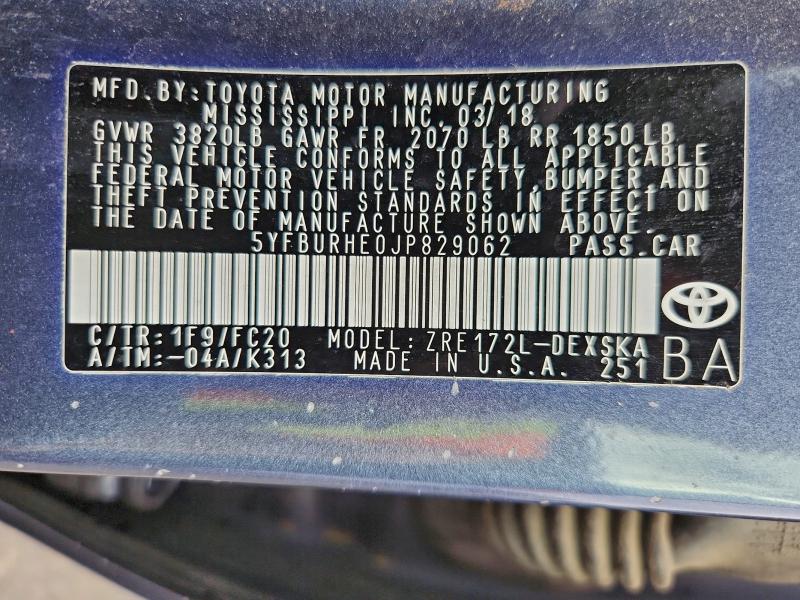 MFD.BY:TOYOTA MOTOR MANUFACTURING
MISSISSIPPI INC. 03/18
GVWR 3820LB GAWR FR 2070 LB RR 1850 LB
THIS VEHICLE CONFORMS TO ALL APPLICABLE
FEDERAL MOTOR VEHICLE SAFETY,BUMPER,AND
THEFT PREVENTION STANDARDS IN EFFECT ON
THE DATE OF MANUFACTURE SHOWN ABOVE.
5YFBURHE0JP829062 PASS.CAR
C/TR:1F9/FC20 MODEL:ZRE172L-DEXSKA
A/TM:-04A/K313 MADE IN U.S.A. 251
BA